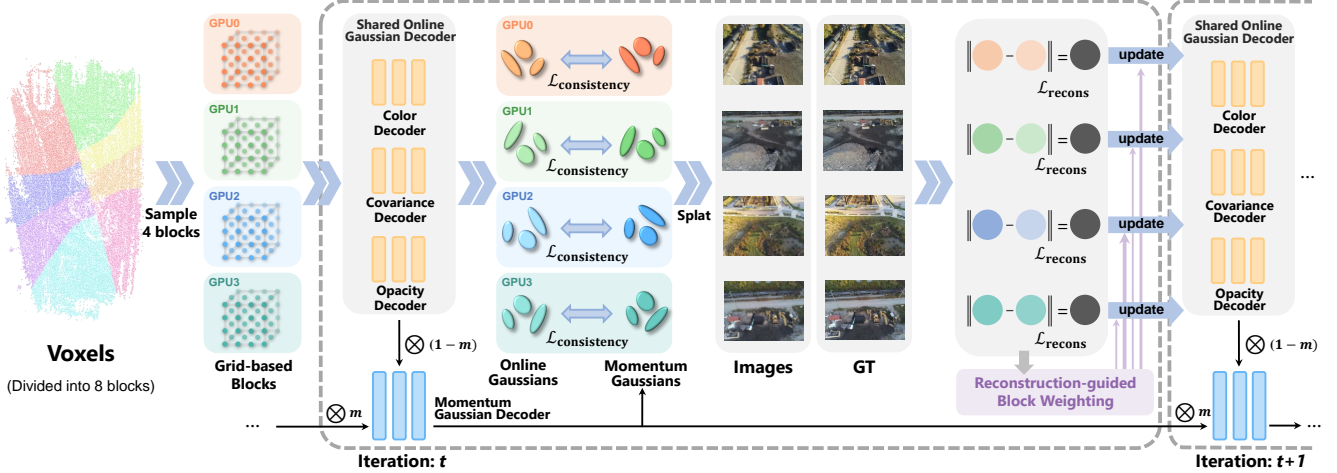 Voxels
(Divided into 8 blocks)
Sample
4 blocks
GPU0
GPU1
GPU2
GPU3
Grid-based
Blocks
Shared Online
Gaussian Decoder
Color
Decoder
Covariance
Decoder
Opacity
Decoder
⊗ (1 − m)
...
⊗ m
Momentum
Gaussian Decoder
Iteration: t
GPU0
ℒconsistency
GPU1
ℒconsistency
GPU2
ℒconsistency
GPU3
ℒconsistency
Online
Gaussians
Momentum
Gaussians
Splat
Images
GT
‖ − ‖ =
ℒrecons
‖ − ‖ =
ℒrecons
‖ − ‖ =
ℒrecons
‖ − ‖ =
ℒrecons
update
update
update
update
Reconstruction-guided
Block Weighting
Shared Online
Gaussian Decoder
Color
Decoder
Covariance
Decoder
Opacity
Decoder
...
⊗ (1 − m)
⊗ m
...
Iteration: t+1